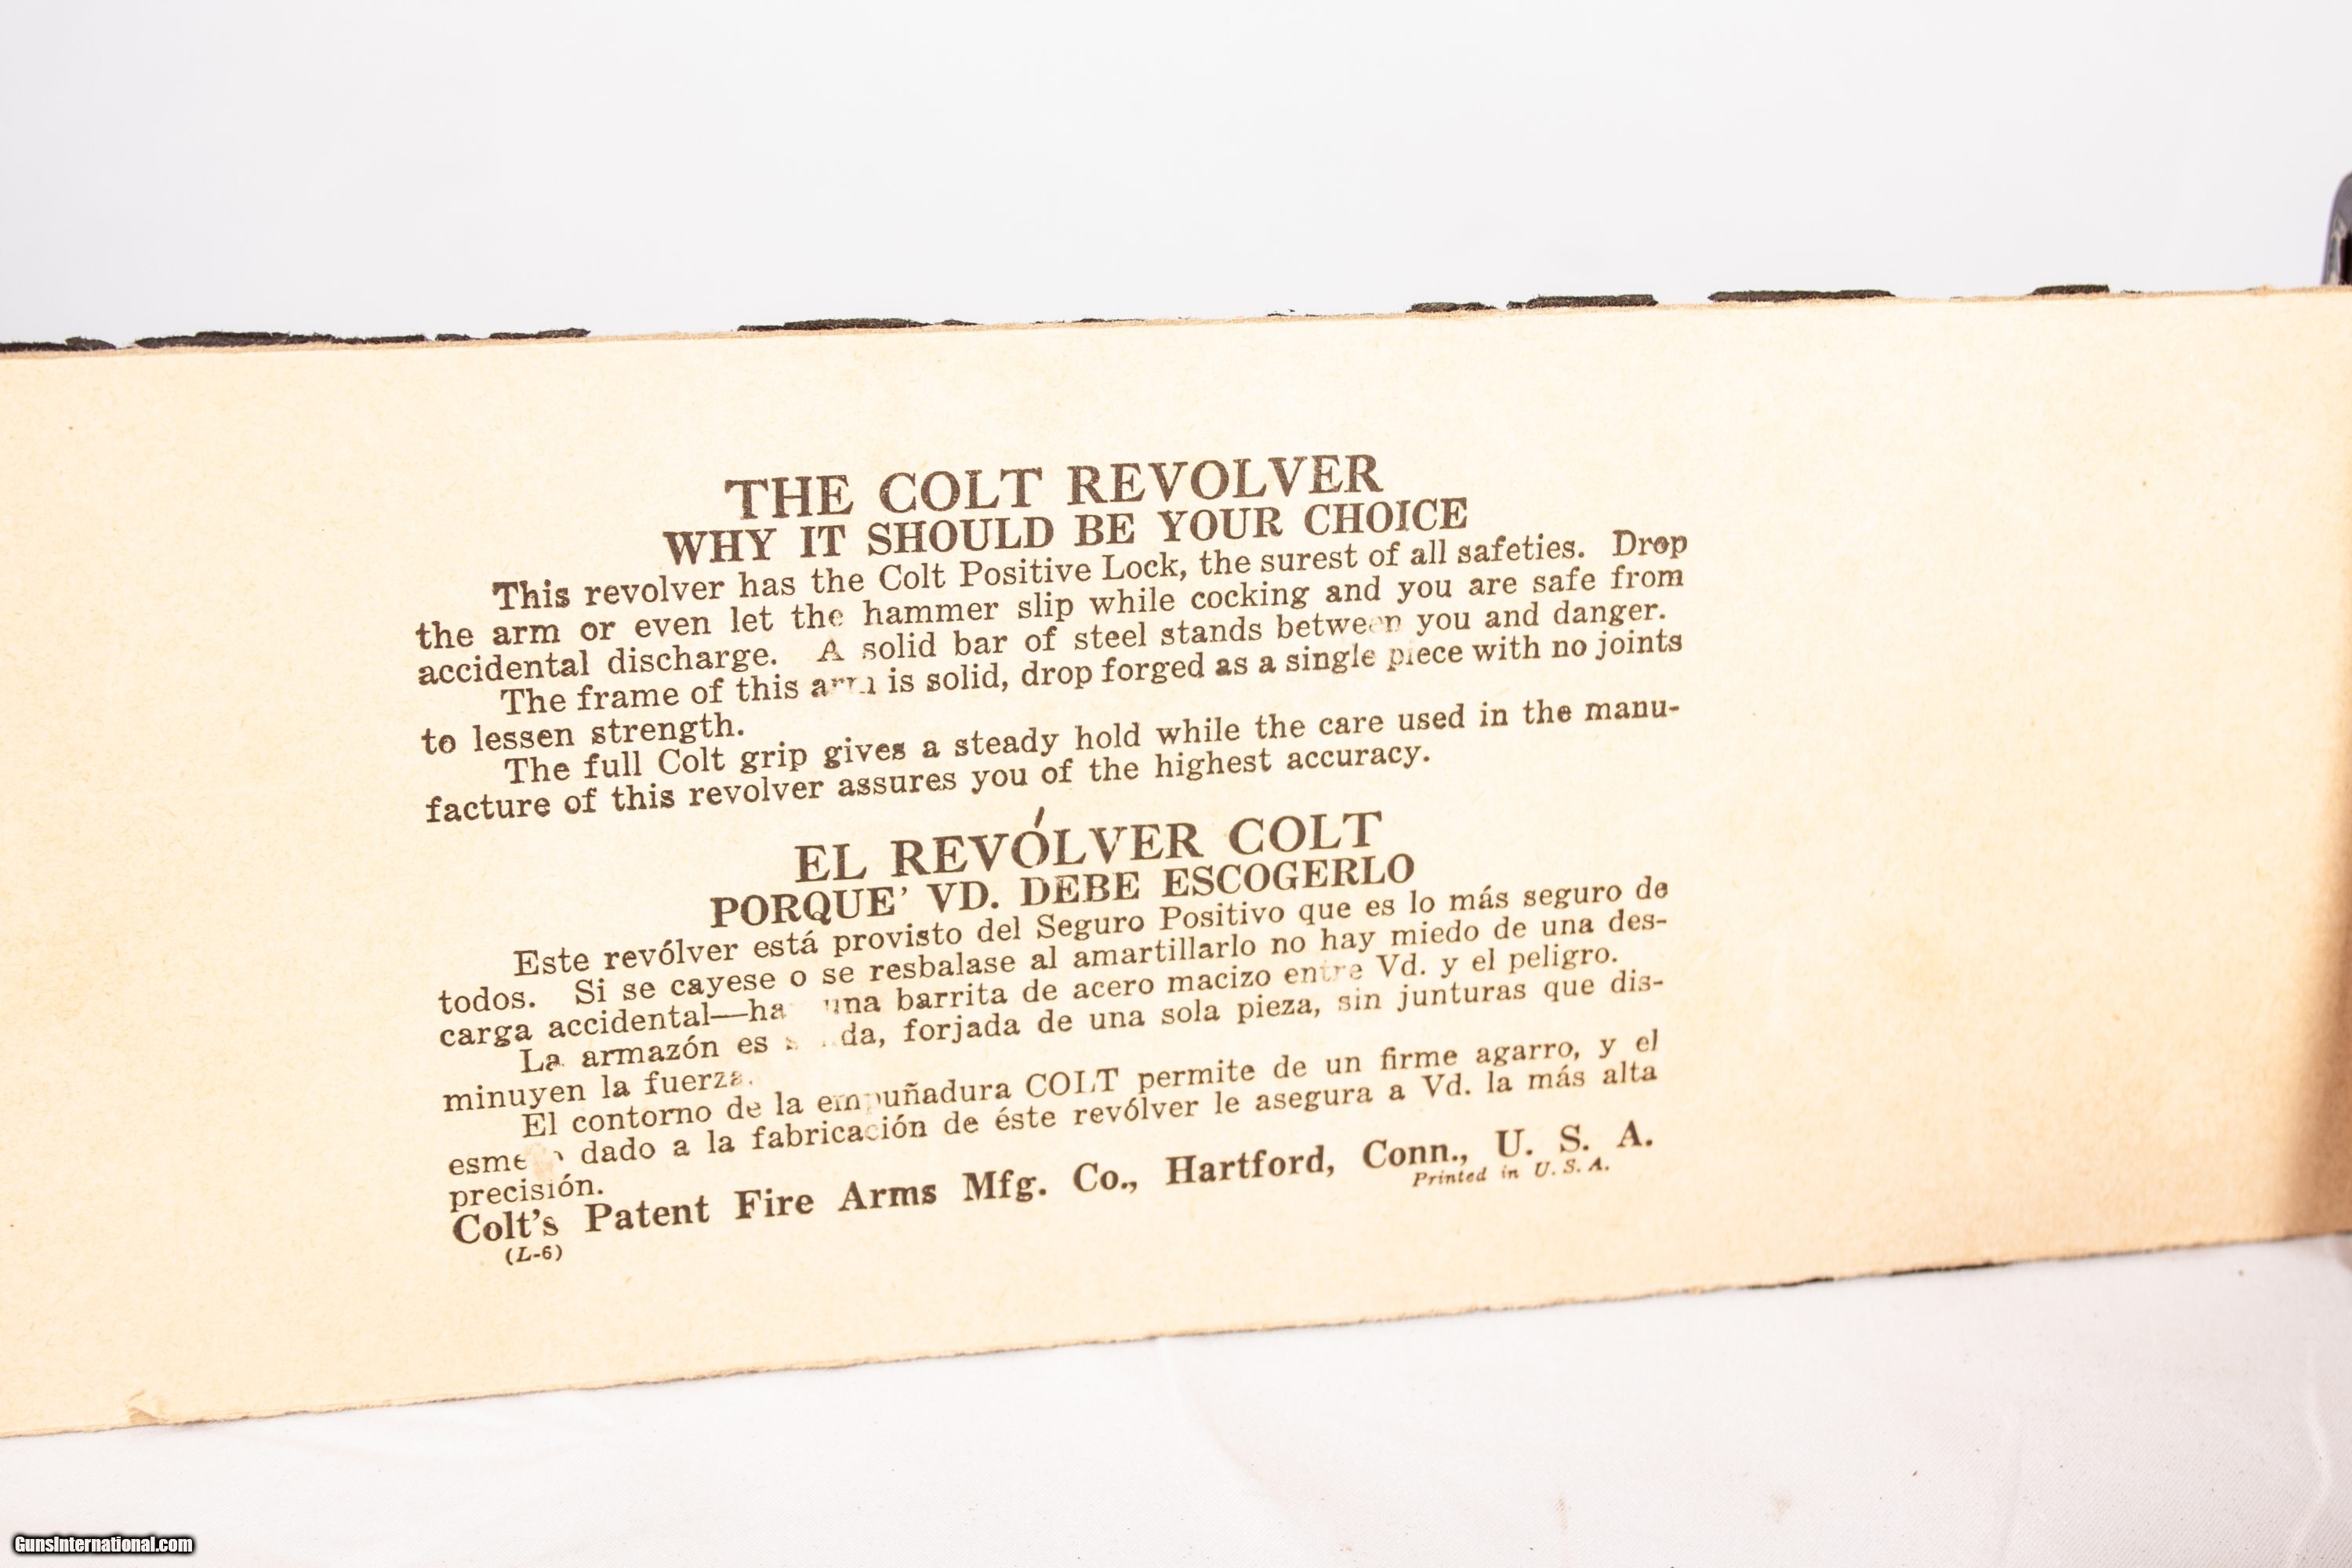 THE COLT REVOLVER
WHY IT SHOULD BE YOUR CHOICE
This revolver has the Colt Positive Lock, the surest of all safeties. Drop
the arm or even let the hammer slip while cocking and you are safe from
accidental discharge. A solid bar of steel stands between you and danger.
The frame of this arm is solid, drop forged as a single piece with no joints
to lessen strength.
The full Colt grip gives a steady hold while the care used in the manu-
facture of this revolver assures you of the highest accuracy.
EL REVÓLVER COLT
PORQUE' VD. DEBE ESCOGERLO
Este revólver está provisto del Seguro Positivo que es lo más seguro de
todos. Si se cayese o se resbalase al amartillarlo no hay miedo de una des-
carga accidental— una barrita de acero macizo entre Vd. y el peligro.
La armazón es forjada de una sola pieza, sin junturas que dis-
minuyen la fuerza.
El contorno de la empuñadura COLT permite de un firme agarro, y el
dado a la fabricación de éste revólver le asegura a Vd. la más alta
precisión.
Colt's Patent Fire Arms Mfg. Co., Hartford, Conn., U. S. A.
(L-6)
Printed in U. S. A.
GunsInternational.com